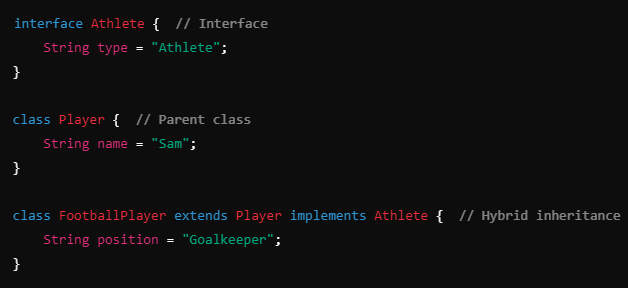 interface Athlete {  // Interface
    String type = "Athlete";
}
class Player {  // Parent class
    String name = "Sam";
}
class FootballPlayer extends Player implements Athlete {  // Hybrid inheritance
    String position = "Goalkeeper";
}